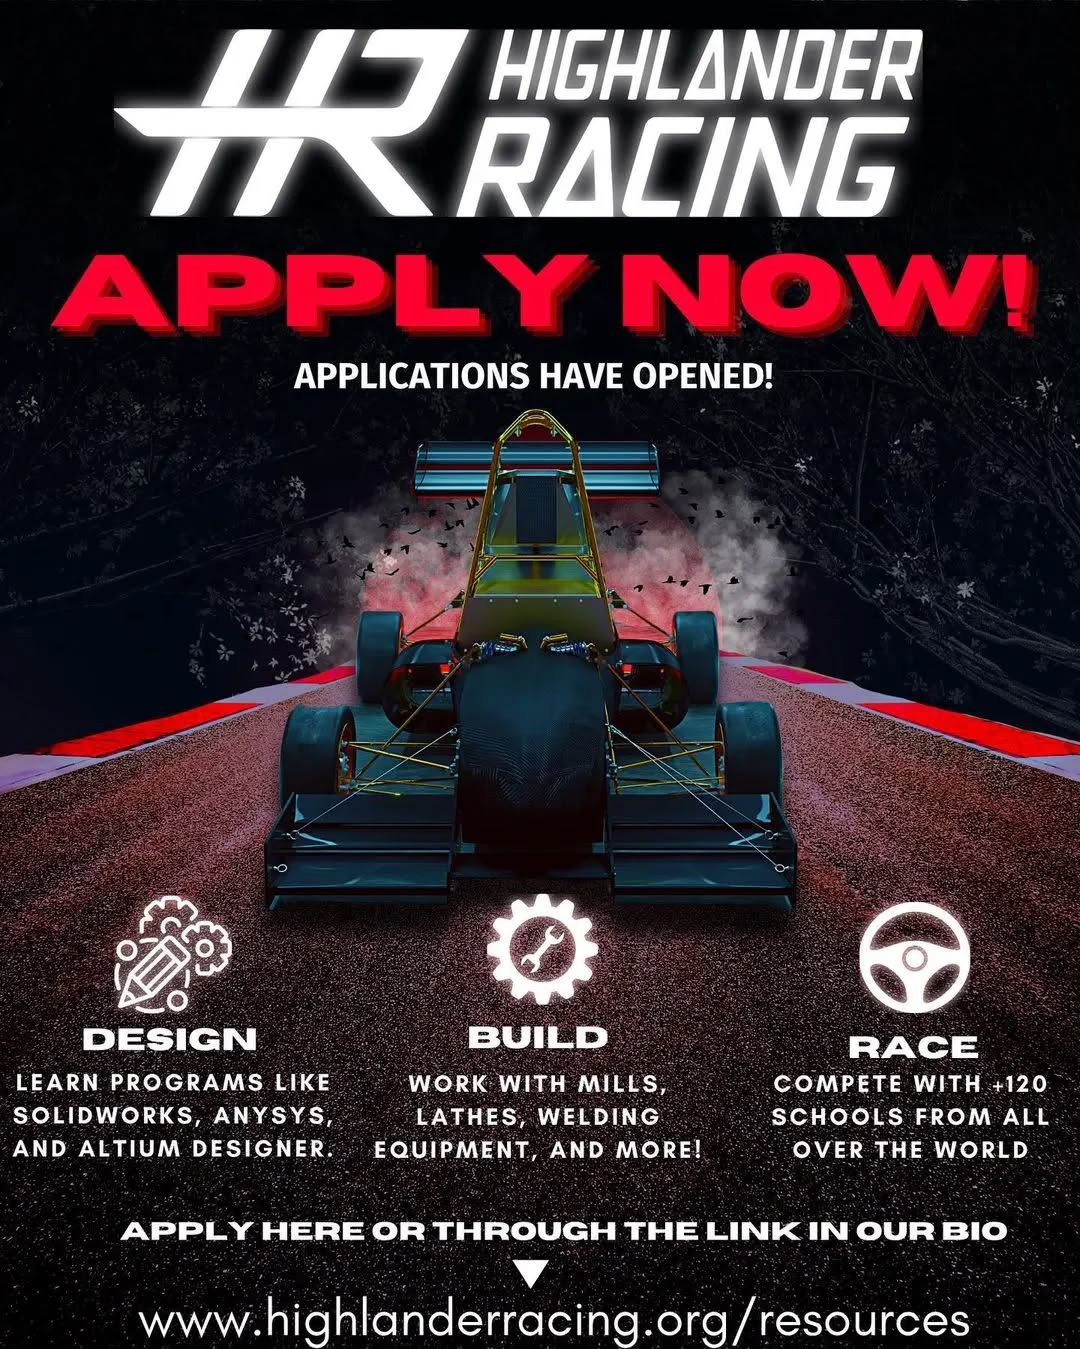 HR HIGHLANDER
RACING
APPLY NOW!
APPLICATIONS HAVE OPENED!
DESIGN
LEARN PROGRAMS LIKE
SOLIDWORKS, ANYSYS,
AND ALTIUM DESIGNER.
BUILD
WORK WITH MILLS,
LATHES, WELDING
EQUIPMENT, AND MORE!
RACE
COMPETE WITH +120
SCHOOLS FROM ALL
OVER THE WORLD
APPLY HERE OR THROUGH THE LINK IN OUR BIO
www.highlanderracing.org/resources